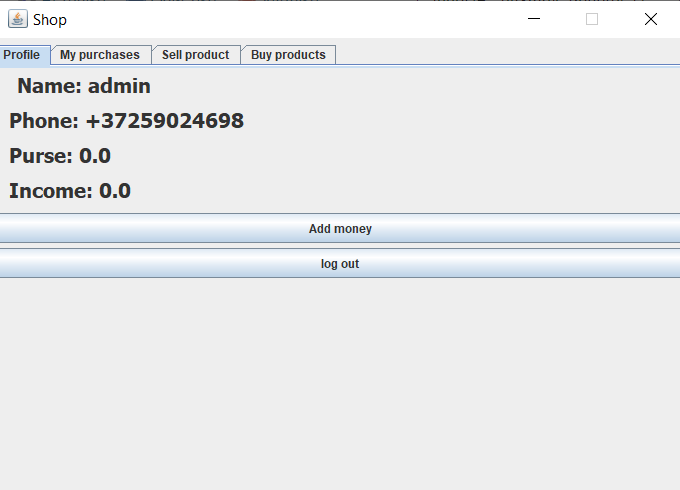 Shop
Profile My purchases Sell product Buy products
Name: admin
Phone: +37259024698
Purse: 0.0
Income: 0.0
Add money
log out